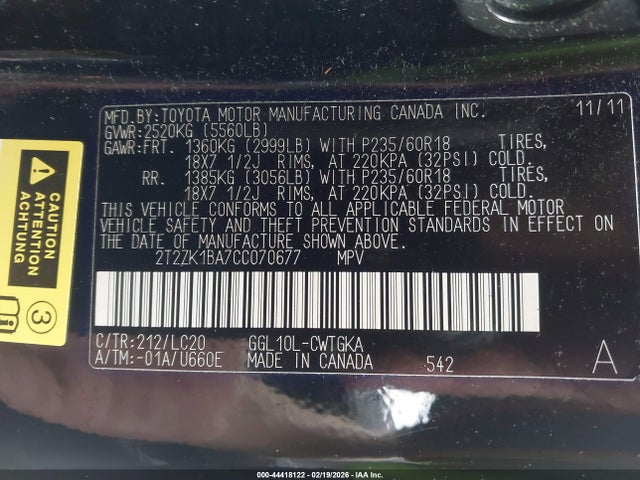 MFD.BY:TOYOTA MOTOR MANUFACTURING CANADA INC. 11/11
GVWR:2520KG (5560LB)
GAWR:FRT. 1360KG (2999LB) WITH P235/60R18 TIRES,
18X7 1/2J RIMS, AT 220KPA (32PSI) COLD.
RR. 1385KG (3056LB) WITH P235/60R18 TIRES,
18X7 1/2J RIMS, AT 220KPA (32PSI) COLD.
THIS VEHICLE CONFORMS TO ALL APPLICABLE FEDERAL MOTOR
VEHICLE SAFETY AND THEFT PREVENTION STANDARDS IN EFFECT ON
THE DATE OF MANUFACTURE SHOWN ABOVE.
2T2ZK1BA7CC070677 MPV
C/TR:212/LC20 GGL10L-CWTGKA
A/TM:-01A/U660E MADE IN CANADA 542 A
CAUTION
ATTENTION
ACHTUNG
3
000-44418122 - 02/19/2026 - IAA Inc.